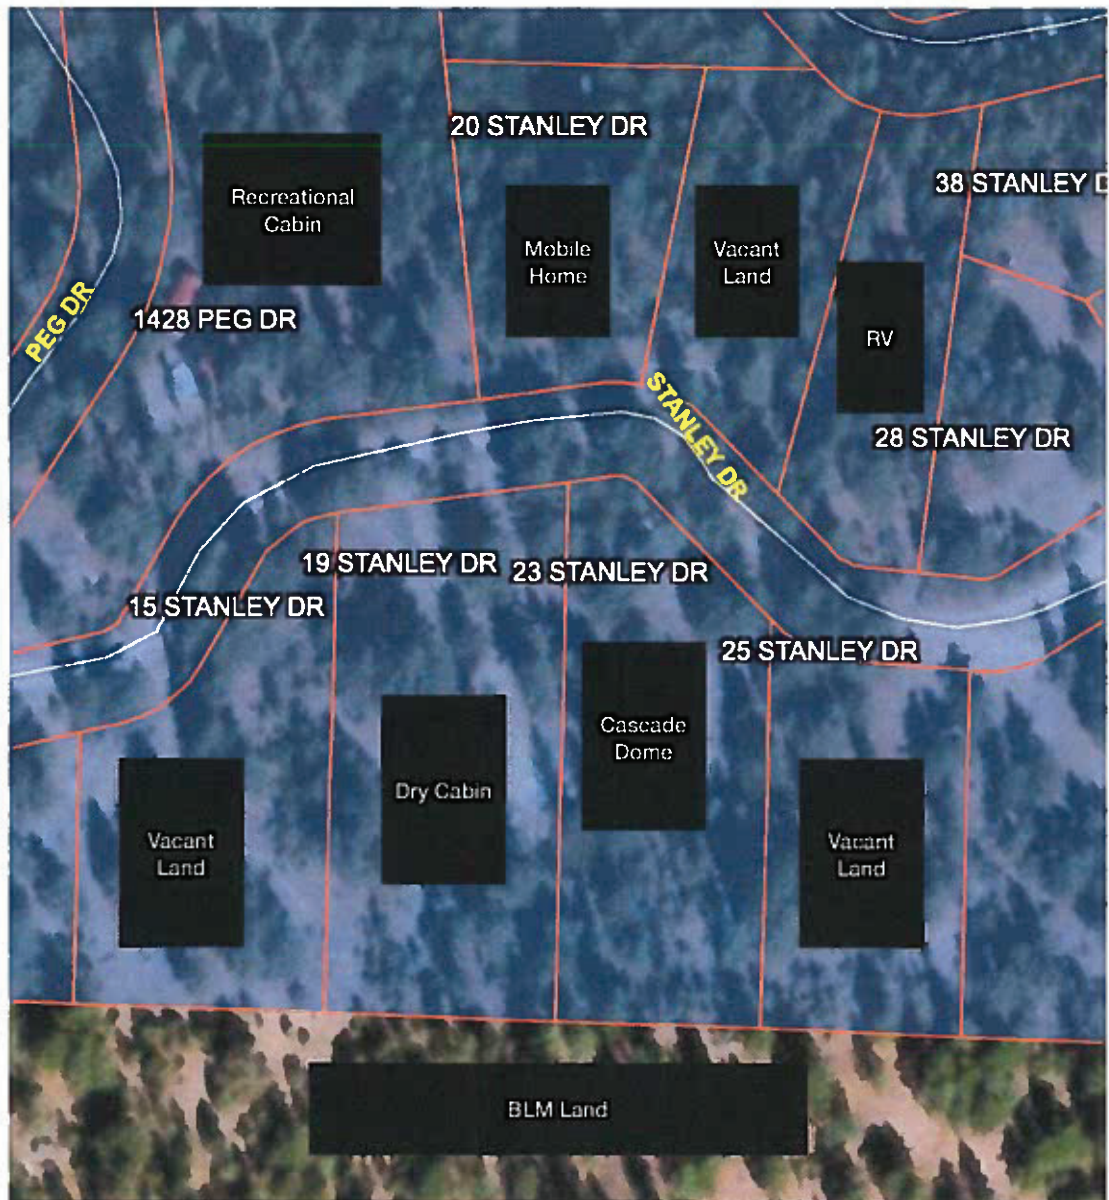 20 STANLEY DR
38 STANLEY D
Recreational
Cabin
Mobile
Home
Vacant
Land
PEG DR
1428 PEG DR
RV
STANLEY DR
28 STANLEY DR
19 STANLEY DR
23 STANLEY DR
15 STANLEY DR
25 STANLEY DR
Cascade
Dome
Dry Cabin
Vacant
Land
Vacant
Land
BLM Land